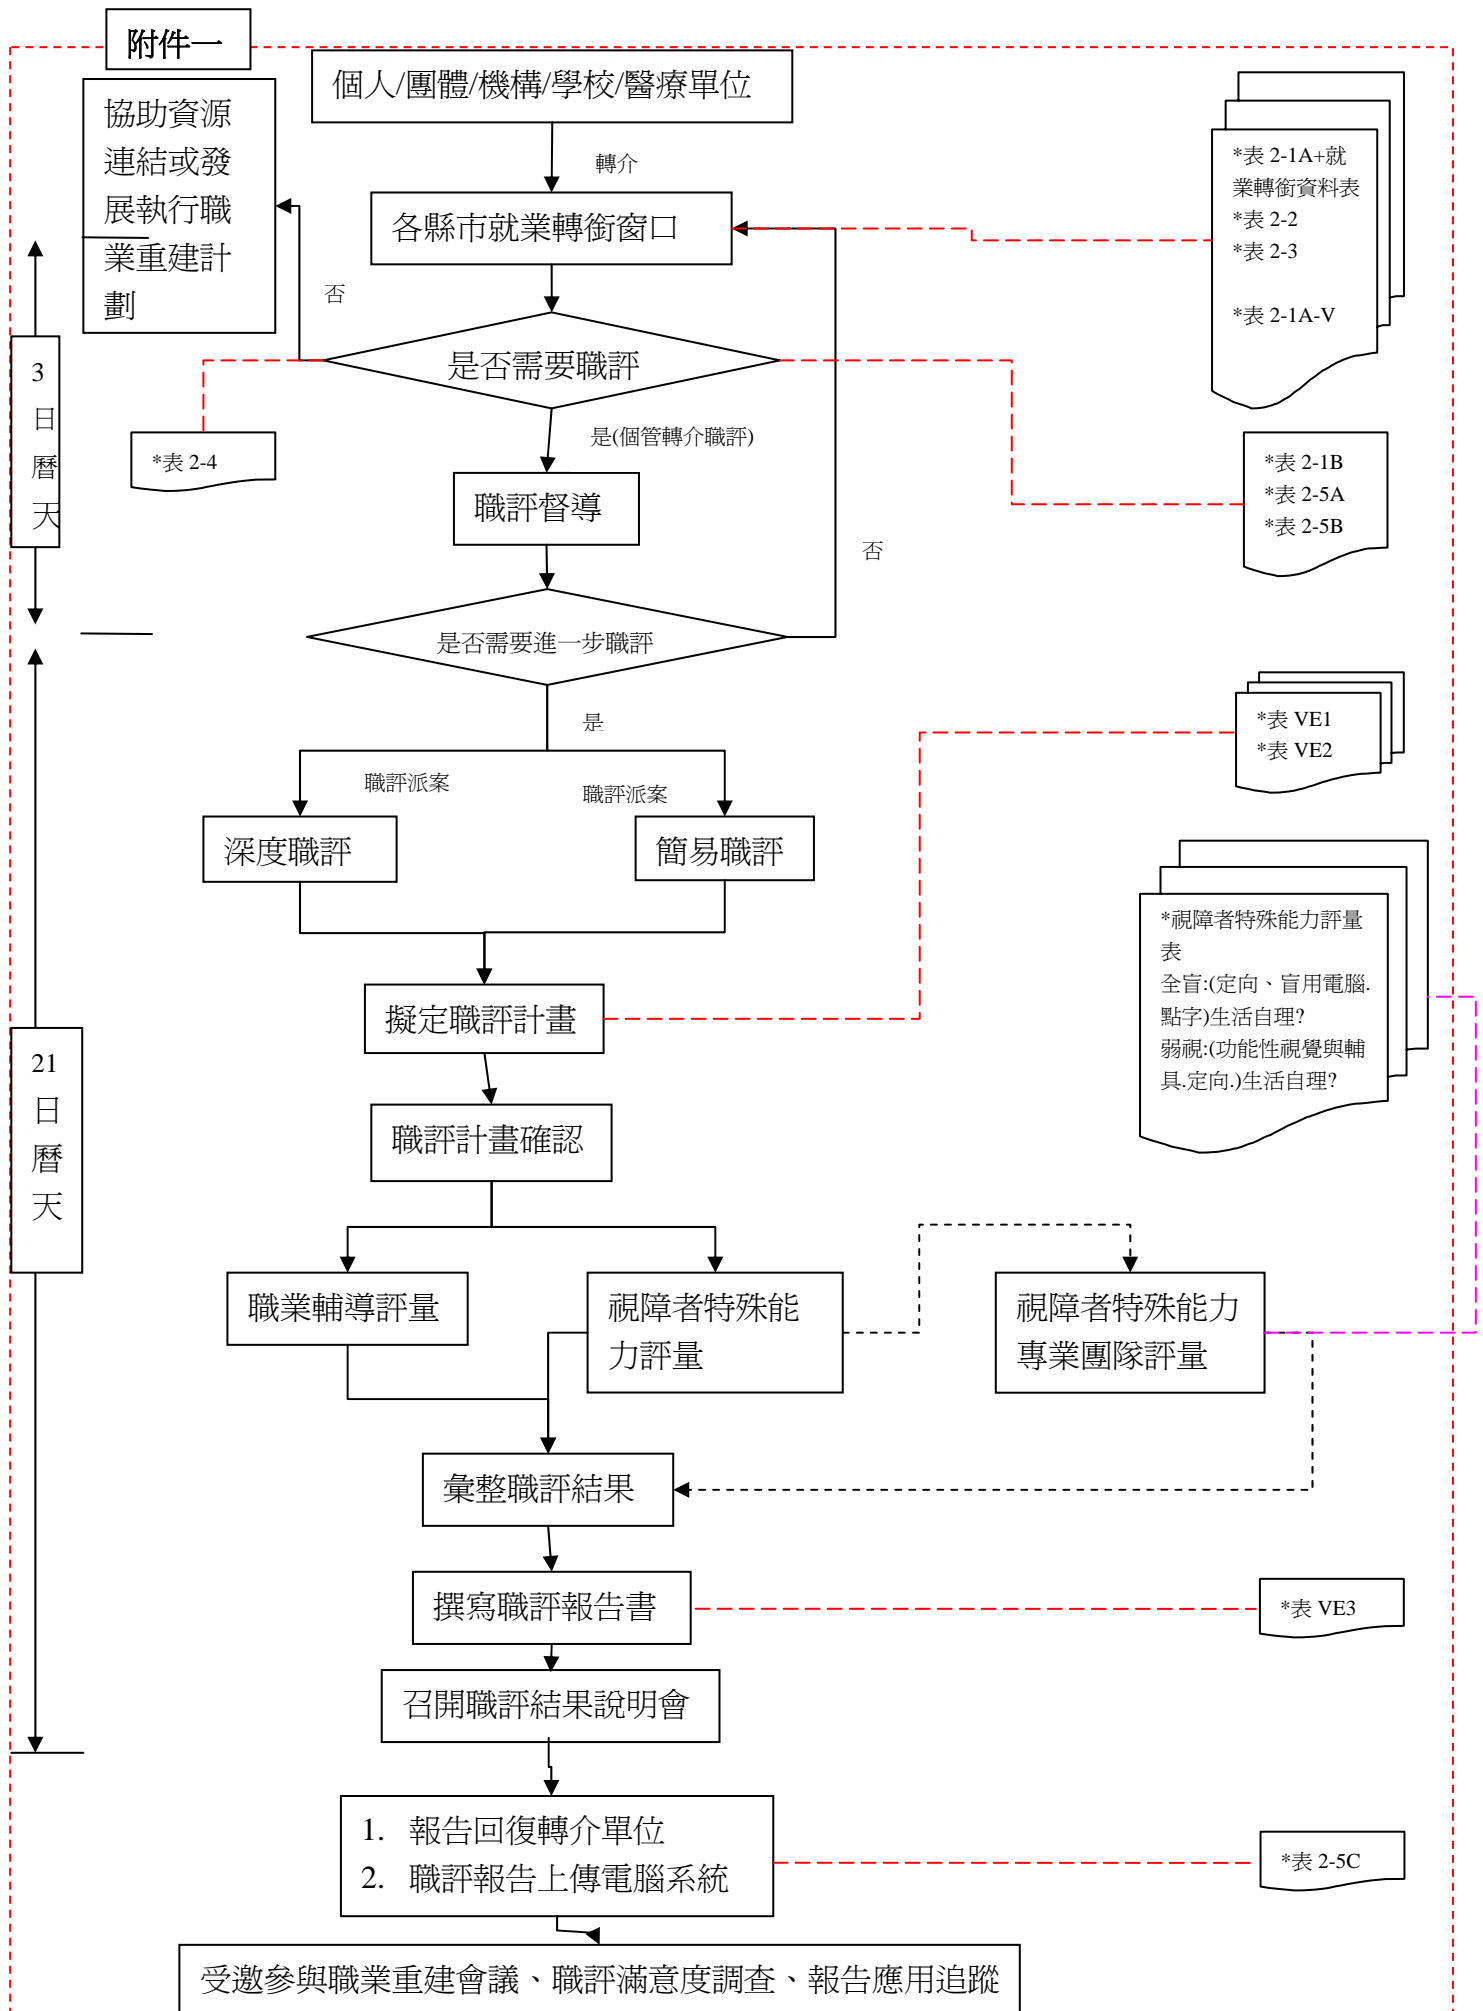 附件一
個人/團體/機構/學校/醫療單位
協助資源
連結或發
展執行職
業重建計
劃
轉介
各縣市就業轉銜窗口
*表 2-1A+就
業轉銜資料表
*表 2-2
*表 2-3
*表 2-1A-V
否
是否需要職評
3
日
曆
天
*表 2-4
是(個管轉介職評)
職評督導
*表 2-1B
*表 2-5A
*表 2-5B
否
是否需要進一步職評
是
*表 VE1
*表 VE2
職評派案
職評派案
深度職評
簡易職評
*視障者特殊能力評量
表
全盲:(定向、盲用電腦.
點字)生活自理?
弱視:(功能性視覺與輔
具.定向.)生活自理?
擬定職評計畫
21
日
曆
天
職評計畫確認
職業輔導評量
視障者特殊能
力評量
視障者特殊能力
專業團隊評量
彙整職評結果
撰寫職評報告書
*表 VE3
召開職評結果說明會
1. 報告回復轉介單位
2. 職評報告上傳電腦系統
*表 2-5C
受邀參與職業重建會議、職評滿意度調查、報告應用追蹤